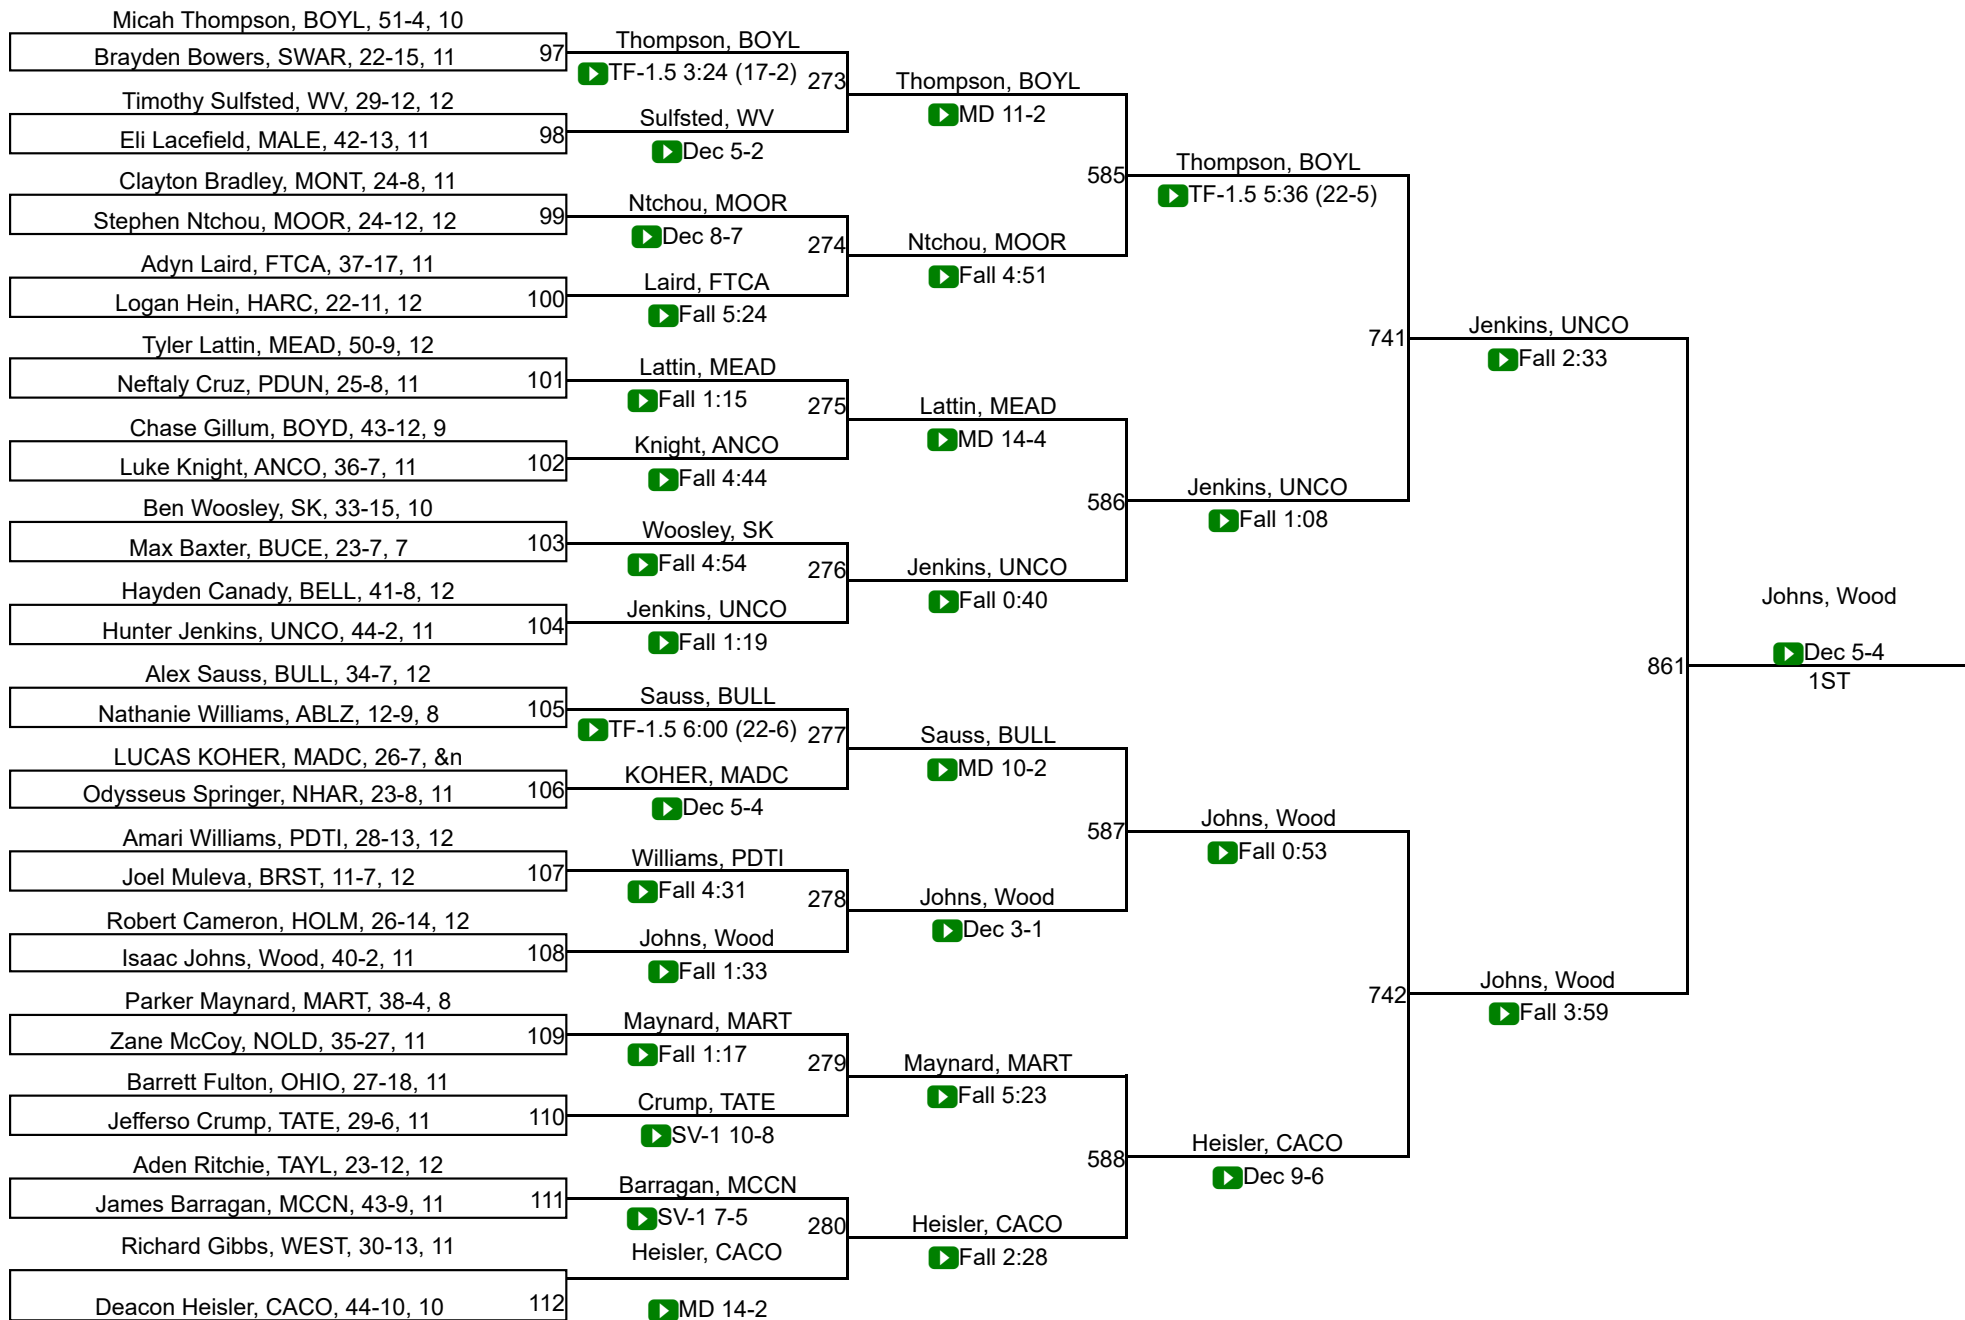 Micah Thompson, BOYL, 51-4, 10
Brayden Bowers, SWAR, 22-15, 11
97
Timothy Sulfsted, WV, 29-12, 12
Eli Lacefield, MALE, 42-13, 11
98
Clayton Bradley, MONT, 24-8, 11
Stephen Ntchou, MOOR, 24-12, 12
99
Adyn Laird, FTCA, 37-17, 11
Logan Hein, HARC, 22-11, 12
100
Tyler Lattin, MEAD, 50-9, 12
Neftaly Cruz, PDUN, 25-8, 11
101
Chase Gillum, BOYD, 43-12, 9
Luke Knight, ANCO, 36-7, 11
102
Ben Woosley, SK, 33-15, 10
Max Baxter, BUCE, 23-7, 7
103
Hayden Canady, BELL, 41-8, 12
Hunter Jenkins, UNCO, 44-2, 11
104
Alex Sauss, BULL, 34-7, 12
Nathanie Williams, ABLZ, 12-9, 8
105
LUCAS KOHER, MADC, 26-7, &n
Odysseus Springer, NHAR, 23-8, 11
106
Amari Williams, PDTI, 28-13, 12
Joel Muleva, BRST, 11-7, 12
107
Robert Cameron, HOLM, 26-14, 12
Isaac Johns, Wood, 40-2, 11
108
Parker Maynard, MART, 38-4, 8
Zane McCoy, NOLD, 35-27, 11
109
Barrett Fulton, OHIO, 27-18, 11
Jefferso Crump, TATE, 29-6, 11
110
Aden Ritchie, TAYL, 23-12, 12
James Barragan, MCCN, 43-9, 11
111
Richard Gibbs, WEST, 30-13, 11
Deacon Heisler, CACO, 44-10, 10
112
Thompson, BOYL
TF-1.5 3:24 (17-2)
273
Sulfsted, WV
Dec 5-2
Ntchou, MOOR
Dec 8-7
274
Laird, FTCA
Fall 5:24
Lattin, MEAD
Fall 1:15
275
Knight, ANCO
Fall 4:44
Woosley, SK
Fall 4:54
276
Jenkins, UNCO
Fall 1:19
Sauss, BULL
TF-1.5 6:00 (22-6)
277
KOHER, MADC
Dec 5-4
Williams, PDTI
Fall 4:31
278
Johns, Wood
Fall 1:33
Maynard, MART
Fall 1:17
279
Crump, TATE
SV-1 10-8
Barragan, MCCN
SV-1 7-5
280
Heisler, CACO
MD 14-2
Thompson, BOYL
MD 11-2
585
Ntchou, MOOR
Fall 4:51
Lattin, MEAD
MD 14-4
586
Jenkins, UNCO
Fall 0:40
Sauss, BULL
MD 10-2
587
Johns, Wood
Dec 3-1
Maynard, MART
Fall 5:23
588
Heisler, CACO
Fall 2:28
Thompson, BOYL
TF-1.5 5:36 (22-5)
741
Jenkins, UNCO
Fall 1:08
Johns, Wood
Fall 0:53
742
Heisler, CACO
Dec 9-6
Jenkins, UNCO
Fall 2:33
861
Johns, Wood
Fall 3:59
Johns, Wood
Dec 5-4
1ST